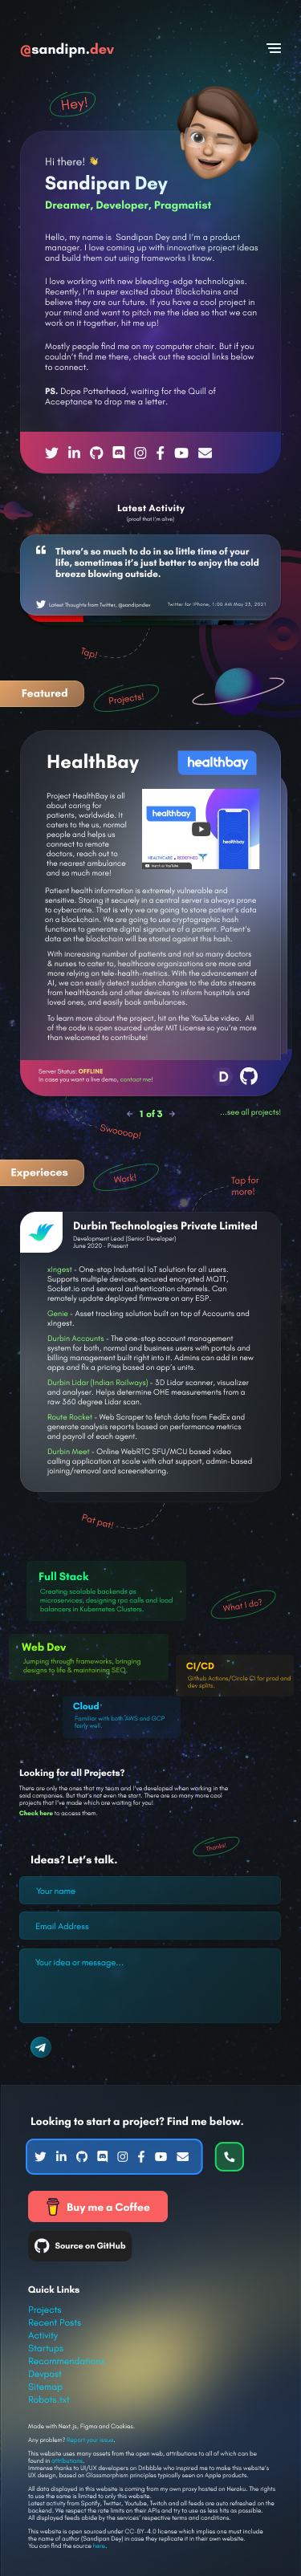 @sandipn.dev
Hey!
Hi there! 👋
Sandipan Dey
Dreamer, Developer, Pragmatist
Hello, my name is Sandipan Dey and I'm a product
manager. I love coming up with innovative project ideas
and build them out using frameworks I know.
I love working with new bleeding-edge technologies.
Recently, I'm super excited about Blockchains and
believe they are our future. If you have a cool project in
your mind and want to pitch me the idea so that we can
work on it together, hit me up!
Mostly people find me on my computer chair. But if you
couldn't find me there, check out the social links below
to connect.
PS. Dope Potterhead, waiting for the Quill of
Acceptance to drop me a letter.
Latest Activity
(proof that I'm alive)
There's so much to do in so little time of your
life, sometimes it's just better to enjoy the cold
breeze blowing outside.
Latest Thoughts from Twitter, @sandipndev
Twitter for iPhone, 1:02 AM May 23, 2021
Tap!
Featured
Projects!
HealthBay
healthbay
Project HealthBay is all
about caring for
patients, worldwide. It
caters to the us, normal
people and helps us
connect to remote
doctors, reach out to
the nearest ambulance
and so much more!
healthbay
HEALTHCARE, REDEFINED
Watch on YouTube
healthbay
Patient health information is extremely vulnerable and
sensitive. Storing it securely in a central server is always prone
to cybercrime. That is why we are going to store patient's data
on a blockchain. We are going to use cryptographic hash
functions to generate digital signature of a patient. Patient's
data on the blockchain will be secured against this hash.
With increasing number of patients and not so many doctors
& nurses to cater to, healthcare organizations are more and
more relying on tele-health-metrics. With the advancement of
AI, we can easily detect sudden changes to the data streams
from healthbands and other devices to inform hospitals and
loved ones, and easily book ambulances.
To learn more about the project, hit on the YouTube video. All
of the code is open sourced under MIT License so you're more
than welcomed to contribute!
Server Status: OFFLINE
In case you want a live demo, contact me!
D
1 of 3
...see all projects!
Swoooop!
Experieces
Work!
Tap for
more!
Durbin Technologies Private Limited
Development Lead (Senior Developer)
June 2020 - Present
xIngest - One-stop Industrial IoT solution for all users.
Supports multiple devices, sourced encrypted MQTT,
Socket.io and serveral authentication channels. Can
remotely update deployed firmware on any ESP.
Genie - Asset tracking solution built on top of Accounts and
xIngest.
Durbin Accounts - The one-stop account management
system for both, normal and business users with portals and
billing management built right into it. Admins can add in new
apps and fix a pricing based on app's units.
Durbin Lidar (Indian Railways) - 3D Lidar scanner, visualizer
and analyser. Helps determine OHE measurements from a
raw 360 degree Lidar scan.
Route Rocket - Web Scraper to fetch data from FedEx and
generate analysis reports based on performance metrics
and payroll of each agent.
Durbin Meet - Online WebRTC SFU/MCU based video
calling application at scale with chat support, admin-based
joining/removal and screensharing.
Pat pat!
Full Stack
Creating scalable backends as
microservices, designing rpc calls and load
balancers in Kubernetes Clusters.
What I do?
Web Dev
Jumping through frameworks, bringing
designs to life & maintaining SEO.
CI/CD
Github Actions/Circle CI for prod and
dev splits.
Cloud
Familiar with both AWS and GCP
fairly well.
Looking for all Projects?
There are only the ones that my team and I've developed when working in the
said companies. But that's not even the start. There are so many more cool
projects that I've made which are waiting for you!
Check here to access them.
Thanks!
Ideas? Let's talk.
Your name
Email Address
Your idea or message...
Looking to start a project? Find me below.
Buy me a Coffee
Source on GitHub
Quick Links
Projects
Recent Posts
Activity
Startups
Recommendations
Devpost
Sitemap
Robots.txt
Made with Next.js, Figma and Cookies.
Any problem? Report your issue.
This website uses many assets from the open web, attributions to all of which can be
found in attributions.
Immense thanks to UI/UX developers on Dribbble who inspired me to make this website's
UX design, based on Glassmorphism principles typically seen on Apple products.
All data displayed in this website is coming from my own proxy hosted on Heroku. The rights
to use the same is limited to only this website.
Latest activity from Spotify, Twitter, Youtube, Twitch and all feeds are auto refreshed on the
backend. We respect the rate limits on their APIs and try to use as less hits as possible.
All displayed feeds abide by the services' respective terms and conditions.
This website is open sourced under CC-BY-4.0 license which implies one must include
the name of author (Sandipan Dey) in case they replicate it in their own website.
You can find the source here.